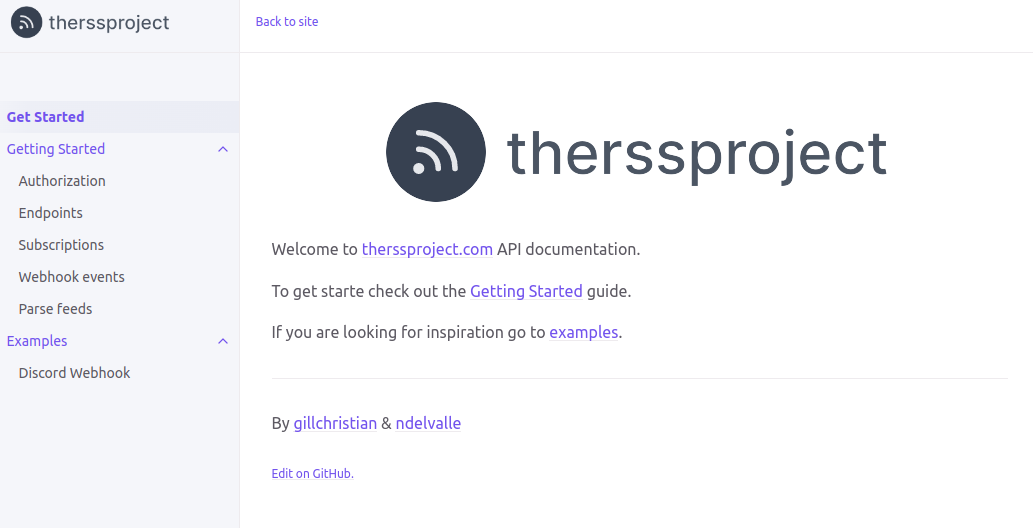 therssproject
Back to site
Get Started
Getting Started
Authorization
Endpoints
Subscriptions
Webhook events
Parse feeds
Examples
Discord Webhook
therssproject
Welcome to therssproject.com API documentation.
To get starte check out the Getting Started guide.
If you are looking for inspiration go to examples.
By gillchristian & ndelvalle
Edit on GitHub.